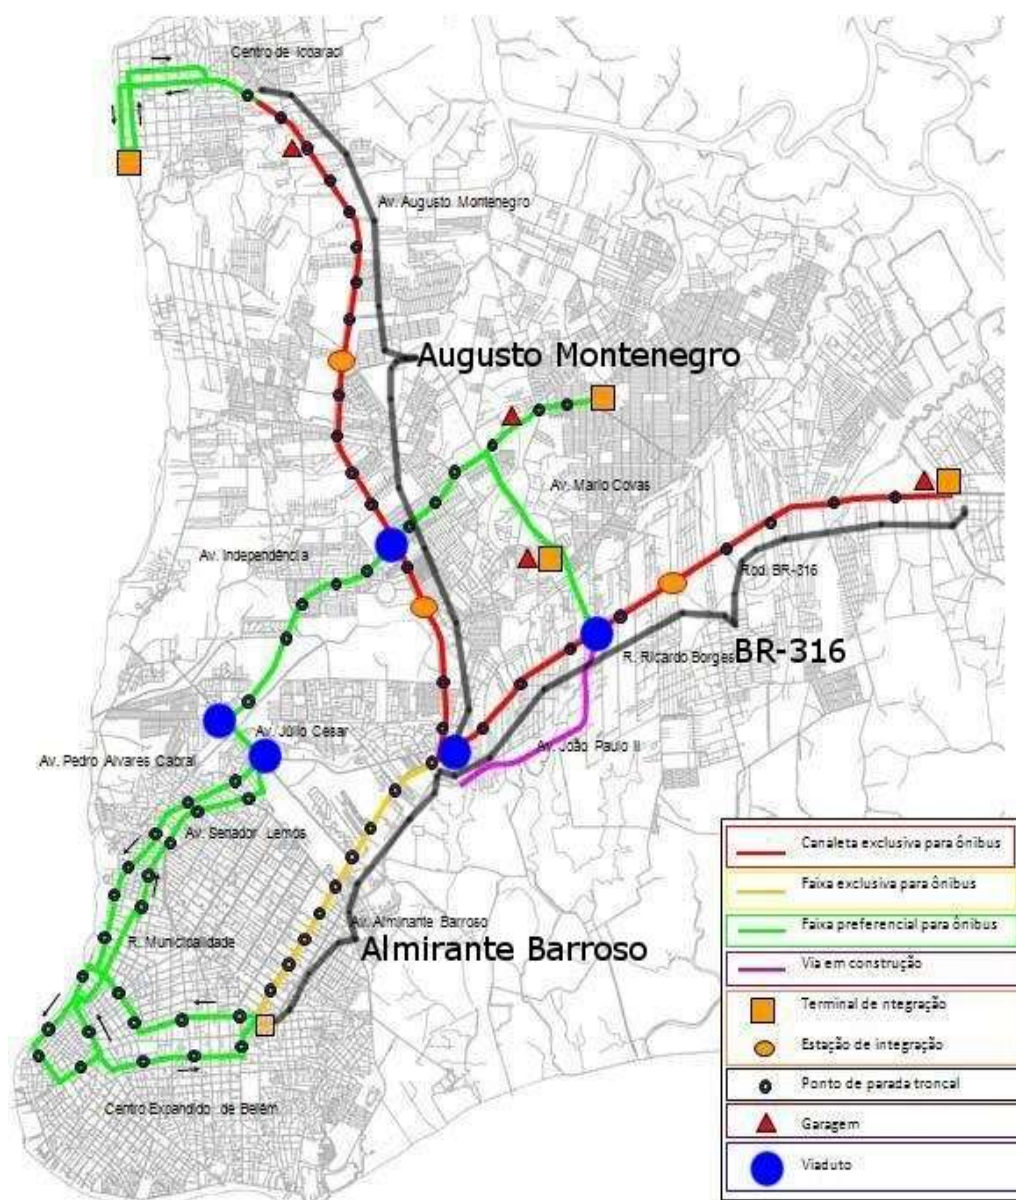 Centro de Icoaraci
Av. Augusto Montenegro
Augusto Montenegro
Av. Mario Covas
Av. Independência
Rod. BR-316
R. Ricardo Borges
BR-316
Av. Júlio Cesar
Av. João Paulo II
Av. Pedro Alvares Cabral
Av. Senador Lemos
Av. Alminante Barroso
R. Municipalidade
Almirante Barroso
Centro Expandido de Belém
Canaleta exclusiva para ônibus
Faixa exclusiva para ônibus
Faixa preferencial para ônibus
Via em construção
Terminal de integração
Estação de integração
Ponto de parada troncal
Garagem
Viaduto